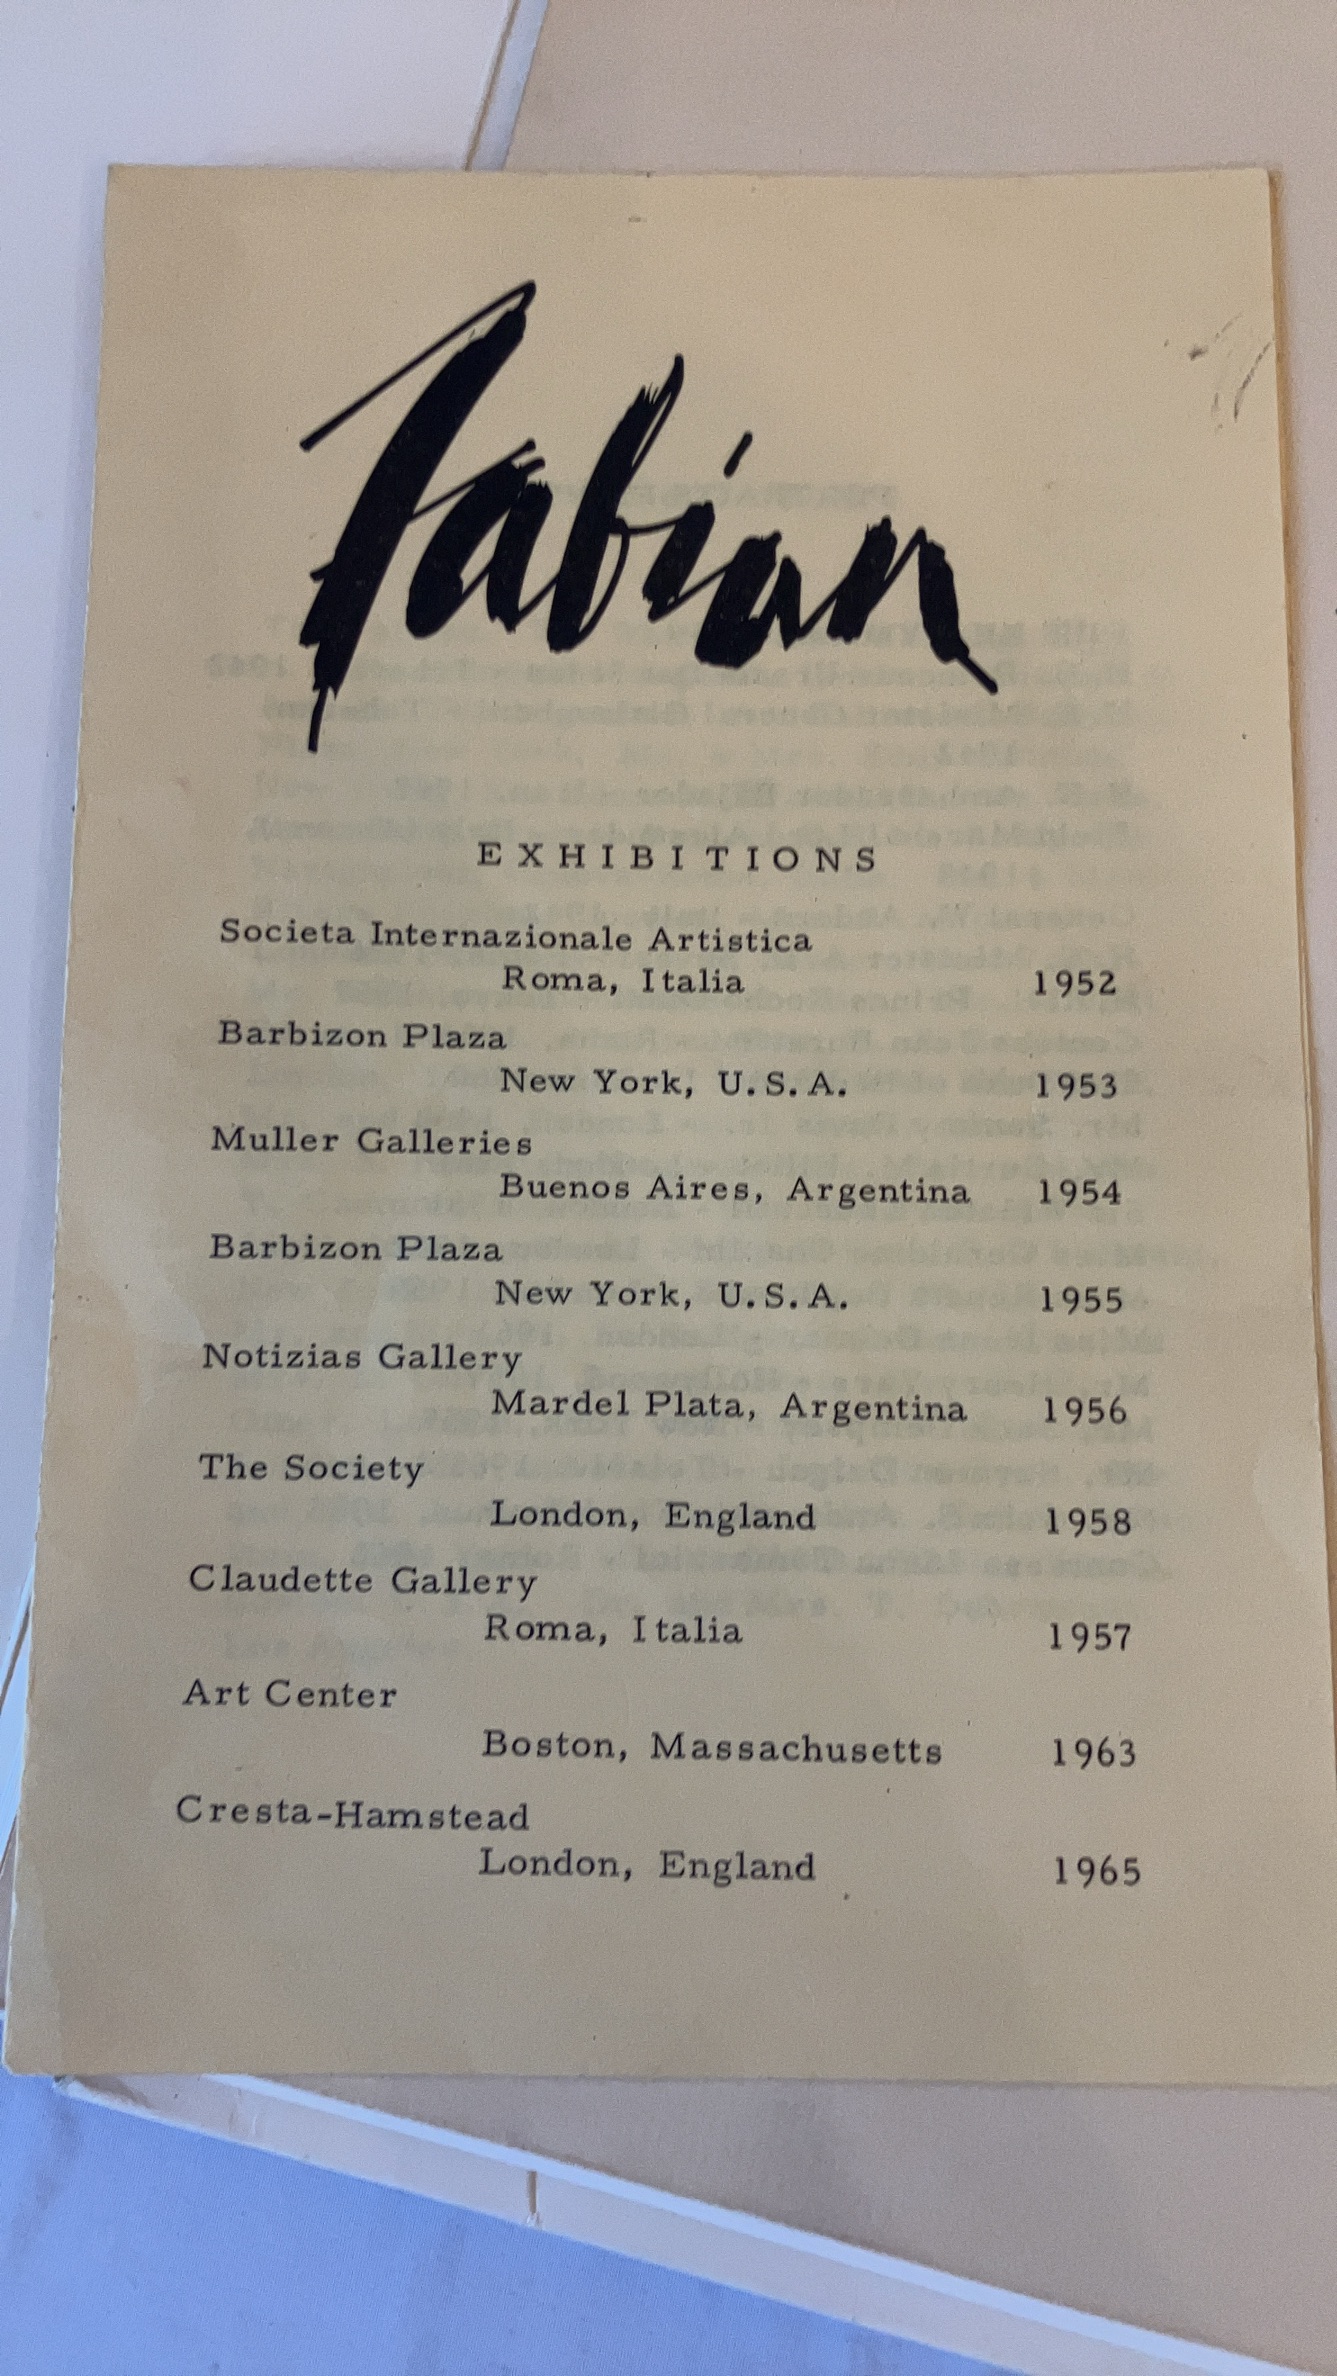 Fabian
EXHIBITIONS
Societa Internazionale Artistica
Roma, Italia 1952
Barbizon Plaza
New York, U.S.A. 1953
Muller Galleries
Buenos Aires, Argentina 1954
Barbizon Plaza
New York, U.S.A. 1955
Notizias Gallery
Mardel Plata, Argentina 1956
The Society
London, England 1958
Claudette Gallery
Roma, Italia 1957
Art Center
Boston, Massachusetts 1963
Cresta-Hamstead
London, England 1965